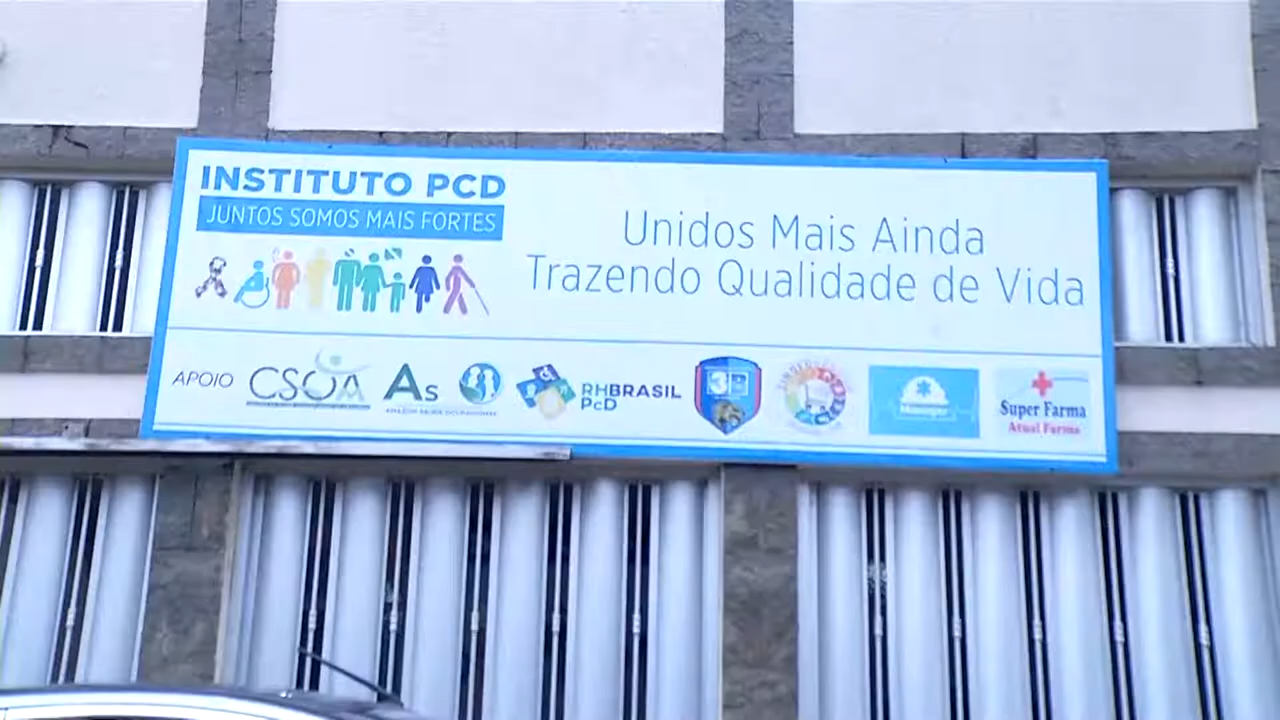 INSTITUTO PCD
JUNTOS SOMOS MAIS FORTES
Unidos Mais Ainda
Trazendo Qualidade de Vida
APOIO
CSOA
As
RHBRASIL
PcD
Super Farma
Atual Farma